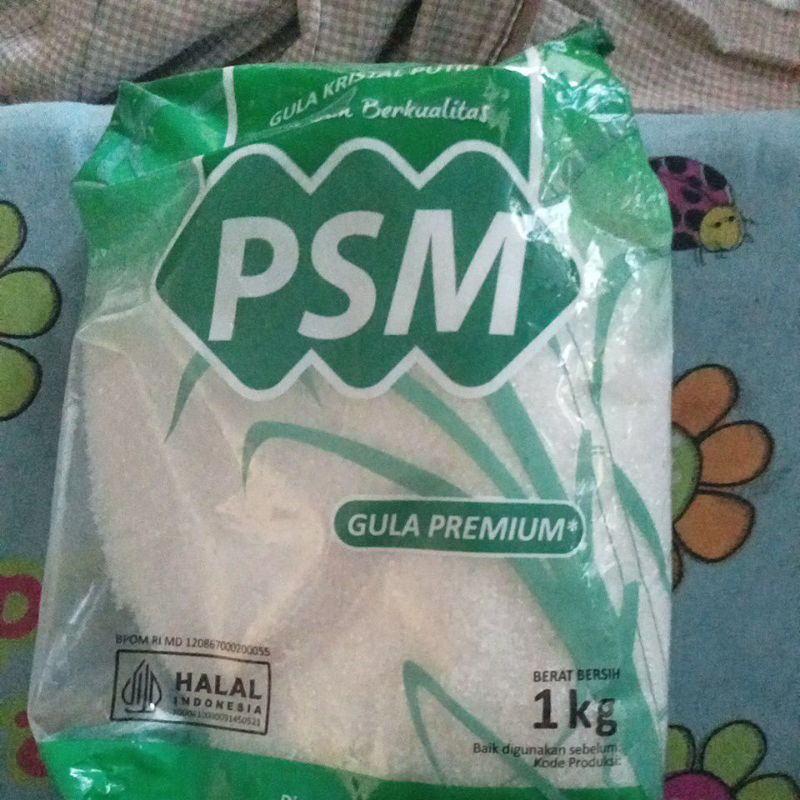 GULA KRISTAL PUTIH
Berkualitas
PSM
GULA PREMIUM*
BPOM RI MD 120867000200055
HALAL
INDONESIA
BERAT BERSIH
1 kg
Baik digunakan sebelum:
Kode Produksi: